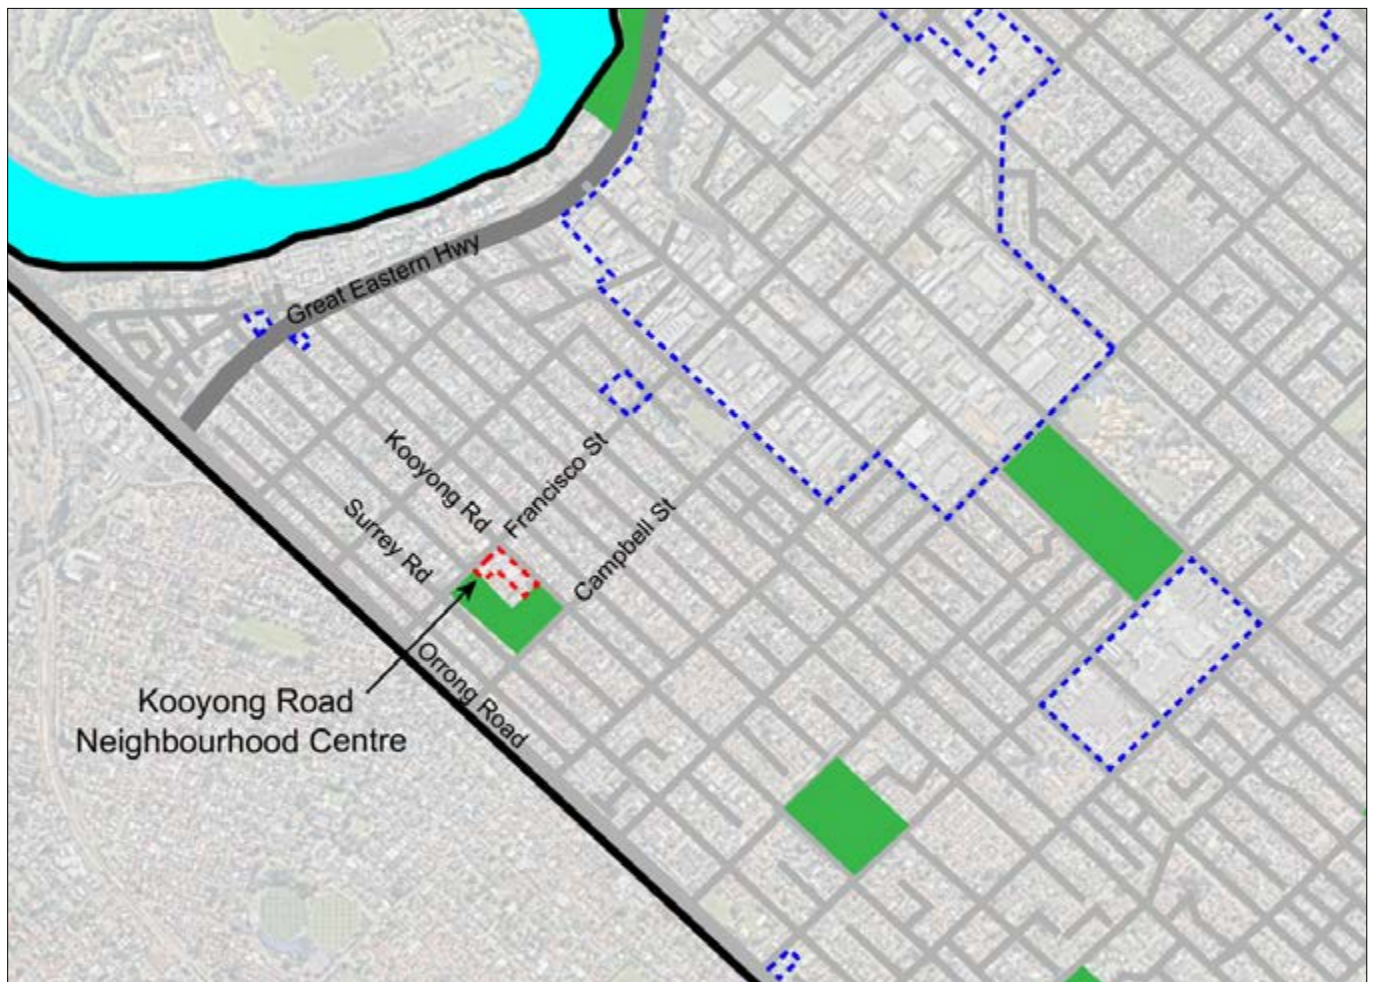 Great Eastern Hwy
Kooyong Rd
Francisco St
Surrey Rd
Campbell St
Orrong Road
Kooyong Road
Neighbourhood Centre